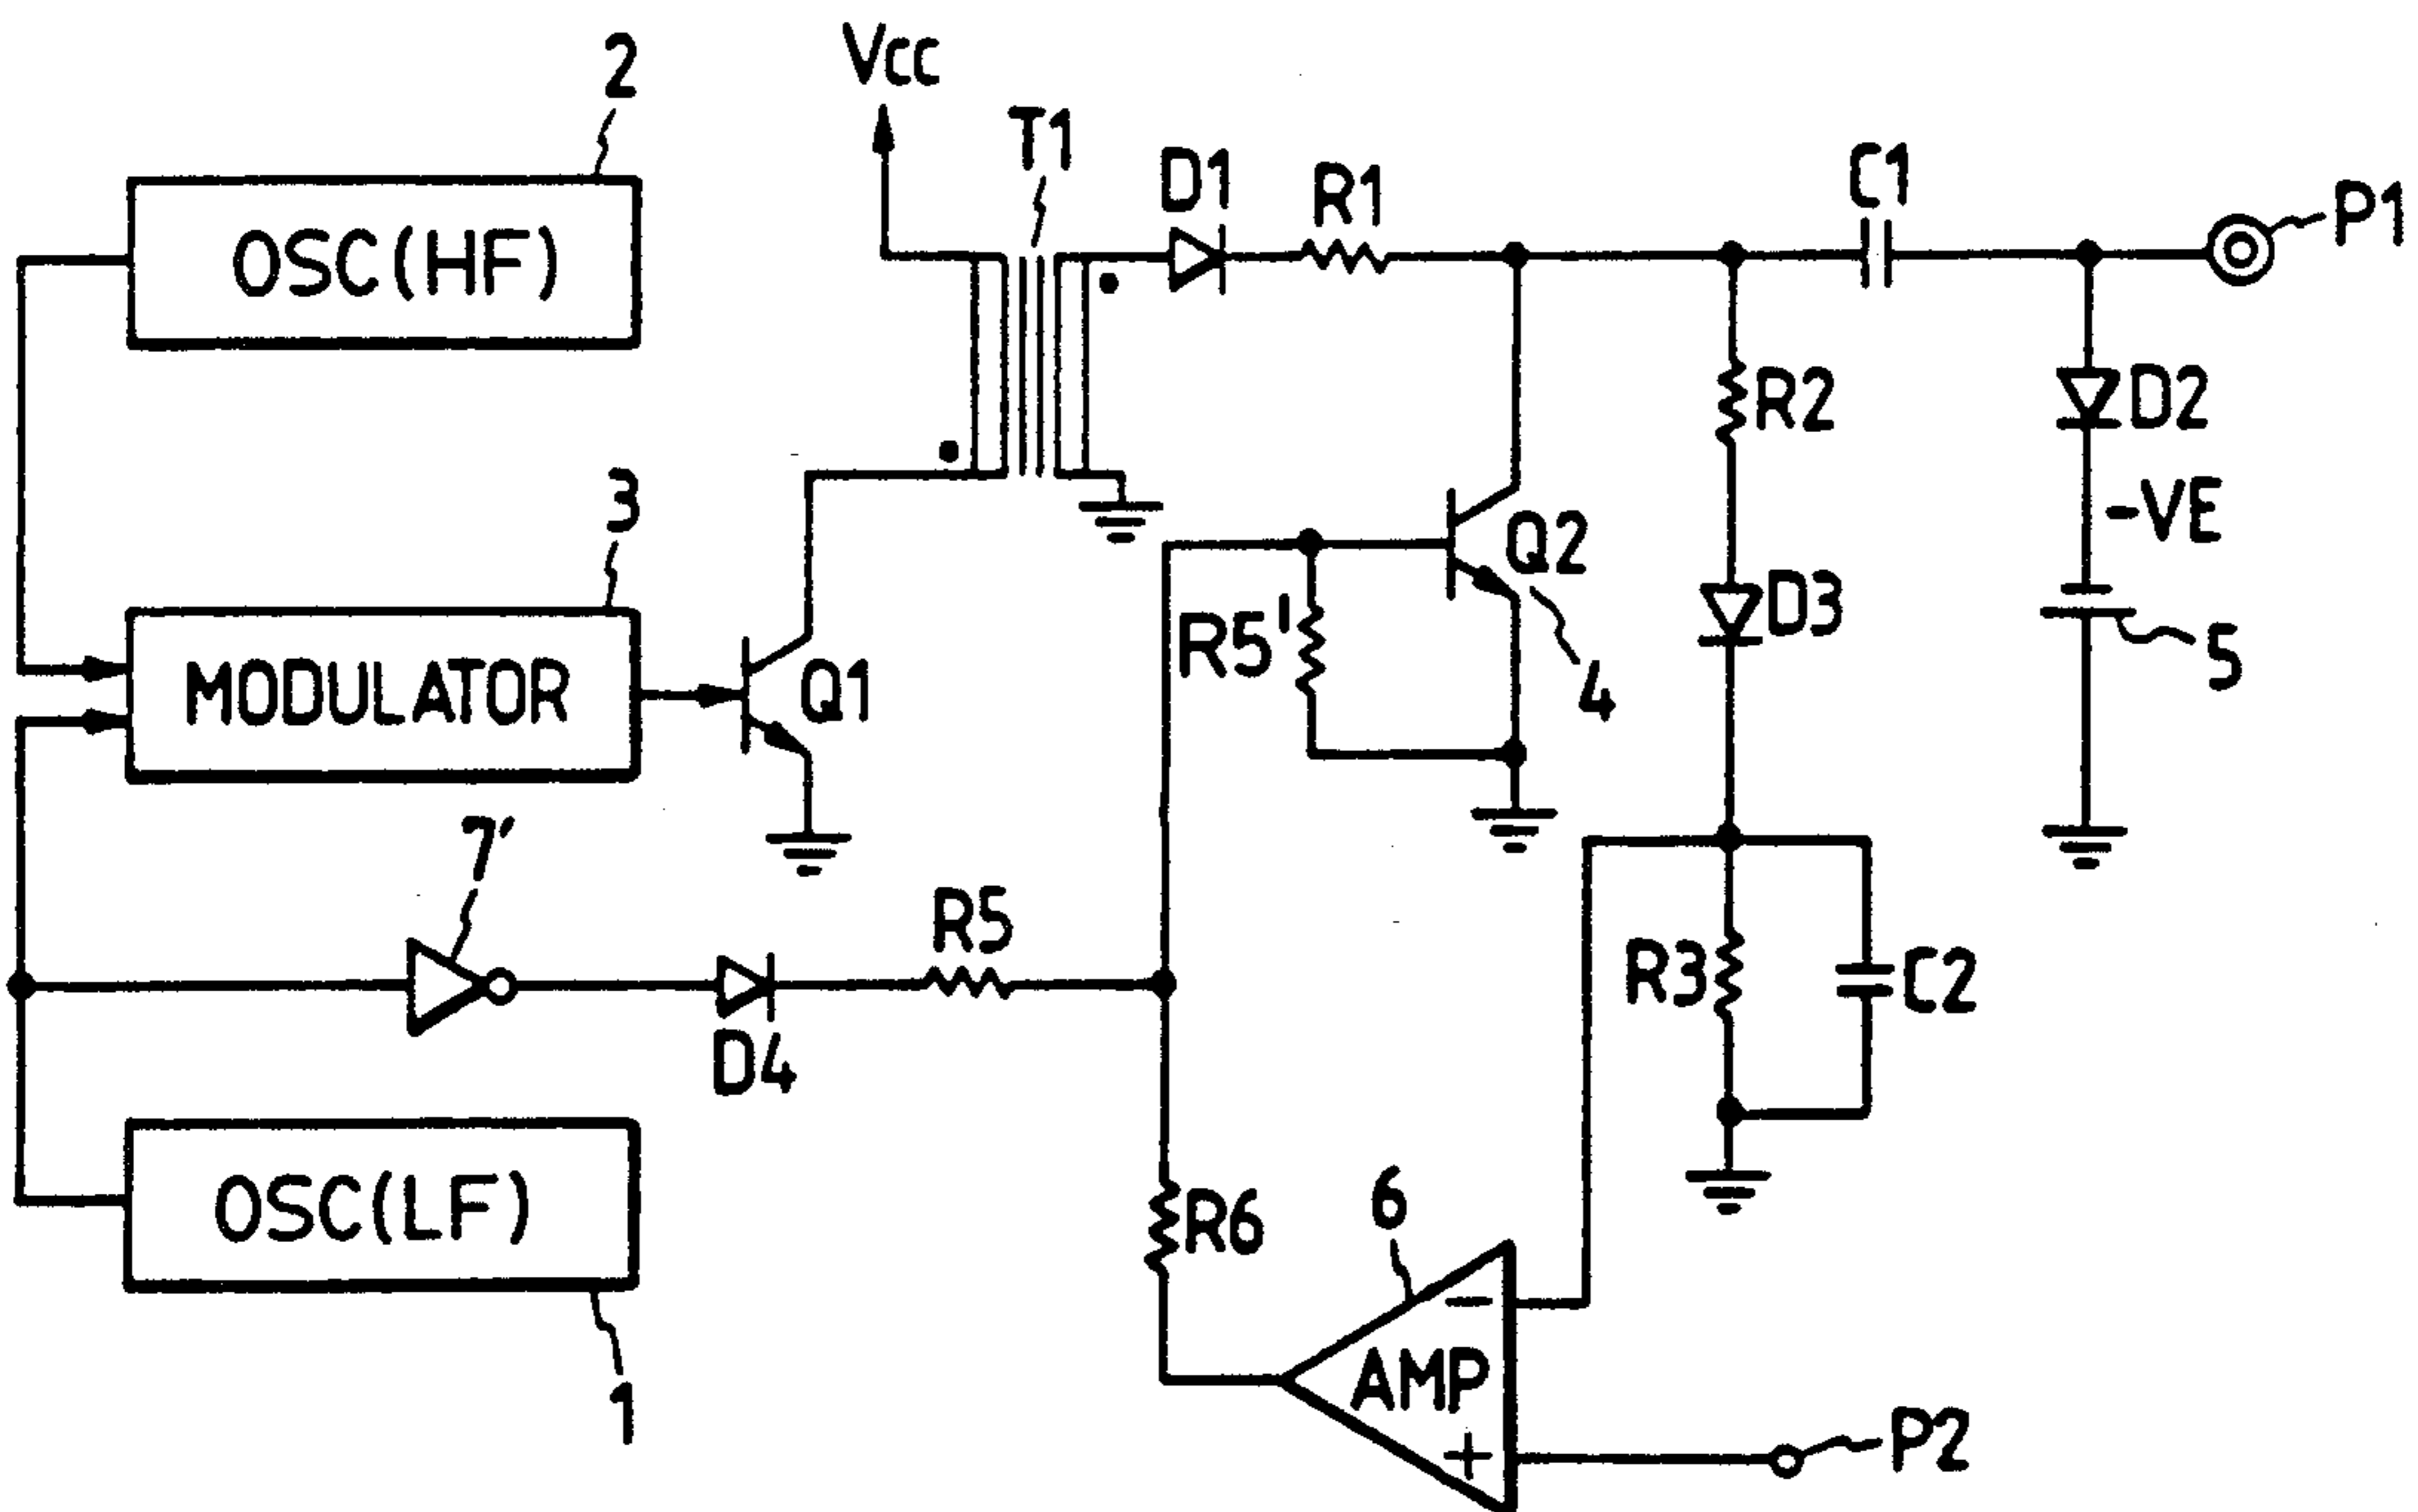 2
VCC
T1
D1
R1
C1
P1
OSC(HF)
R2
D2
3
-VE
Q2
R5'
D3
MODULATOR
Q1
4
5
7'
R5
R3
C2
D4
6
R6
OSC(LF)
-
AMP
+
1
P2